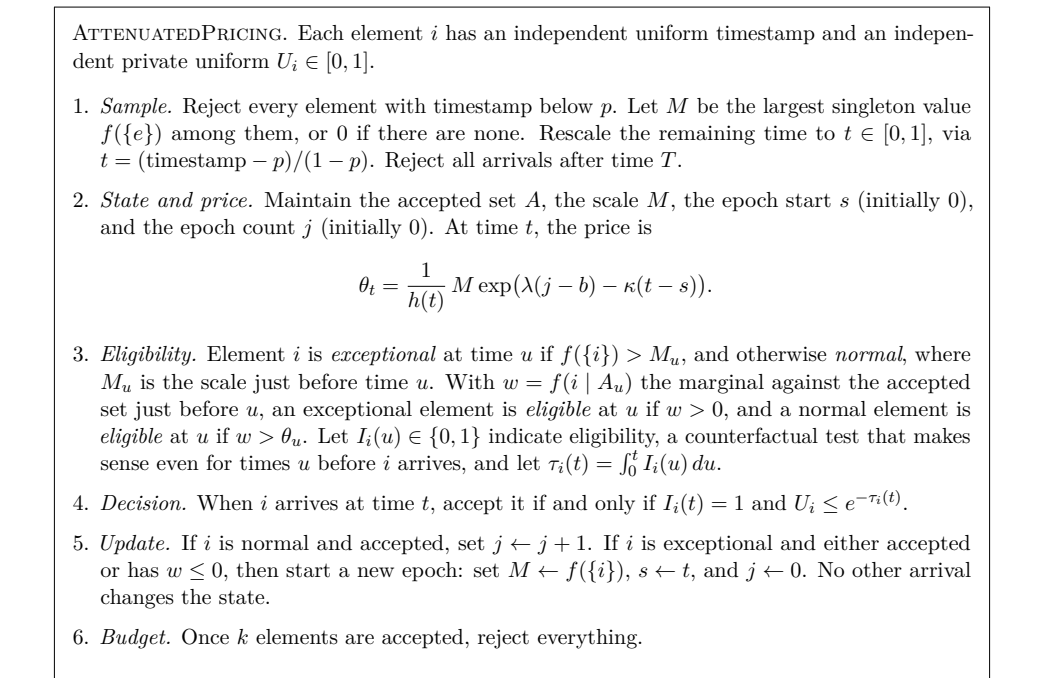 ATTENUATEDPRICING. Each element i has an independent uniform timestamp and an indepen-
dent private uniform U_i ∈ [0, 1].
1. Sample. Reject every element with timestamp below p. Let M be the largest singleton value
f({e}) among them, or 0 if there are none. Rescale the remaining time to t ∈ [0, 1], via
t = (timestamp − p)/(1 − p). Reject all arrivals after time T.
2. State and price. Maintain the accepted set A, the scale M, the epoch start s (initially 0),
and the epoch count j (initially 0). At time t, the price is
θ_t = \frac{1}{h(t)} M exp(λ(j − b) − κ(t − s)).
3. Eligibility. Element i is exceptional at time u if f({i}) > M_u, and otherwise normal, where
M_u is the scale just before time u. With w = f(i | A_u) the marginal against the accepted
set just before u, an exceptional element is eligible at u if w > 0, and a normal element is
eligible at u if w > θ_u. Let I_i(u) ∈ {0, 1} indicate eligibility, a counterfactual test that makes
sense even for times u before i arrives, and let τ_i(t) = ∫_0^t I_i(u) du.
4. Decision. When i arrives at time t, accept it if and only if I_i(t) = 1 and U_i ≤ e^{−τ_i(t)}.
5. Update. If i is normal and accepted, set j ← j + 1. If i is exceptional and either accepted
or has w ≤ 0, then start a new epoch: set M ← f({i}), s ← t, and j ← 0. No other arrival
changes the state.
6. Budget. Once k elements are accepted, reject everything.